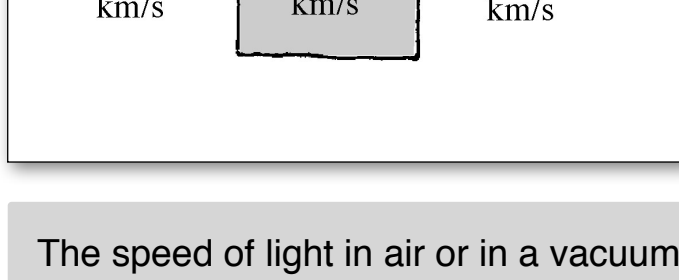 km/s km/s km/s
The speed of light in air or in a vacuum